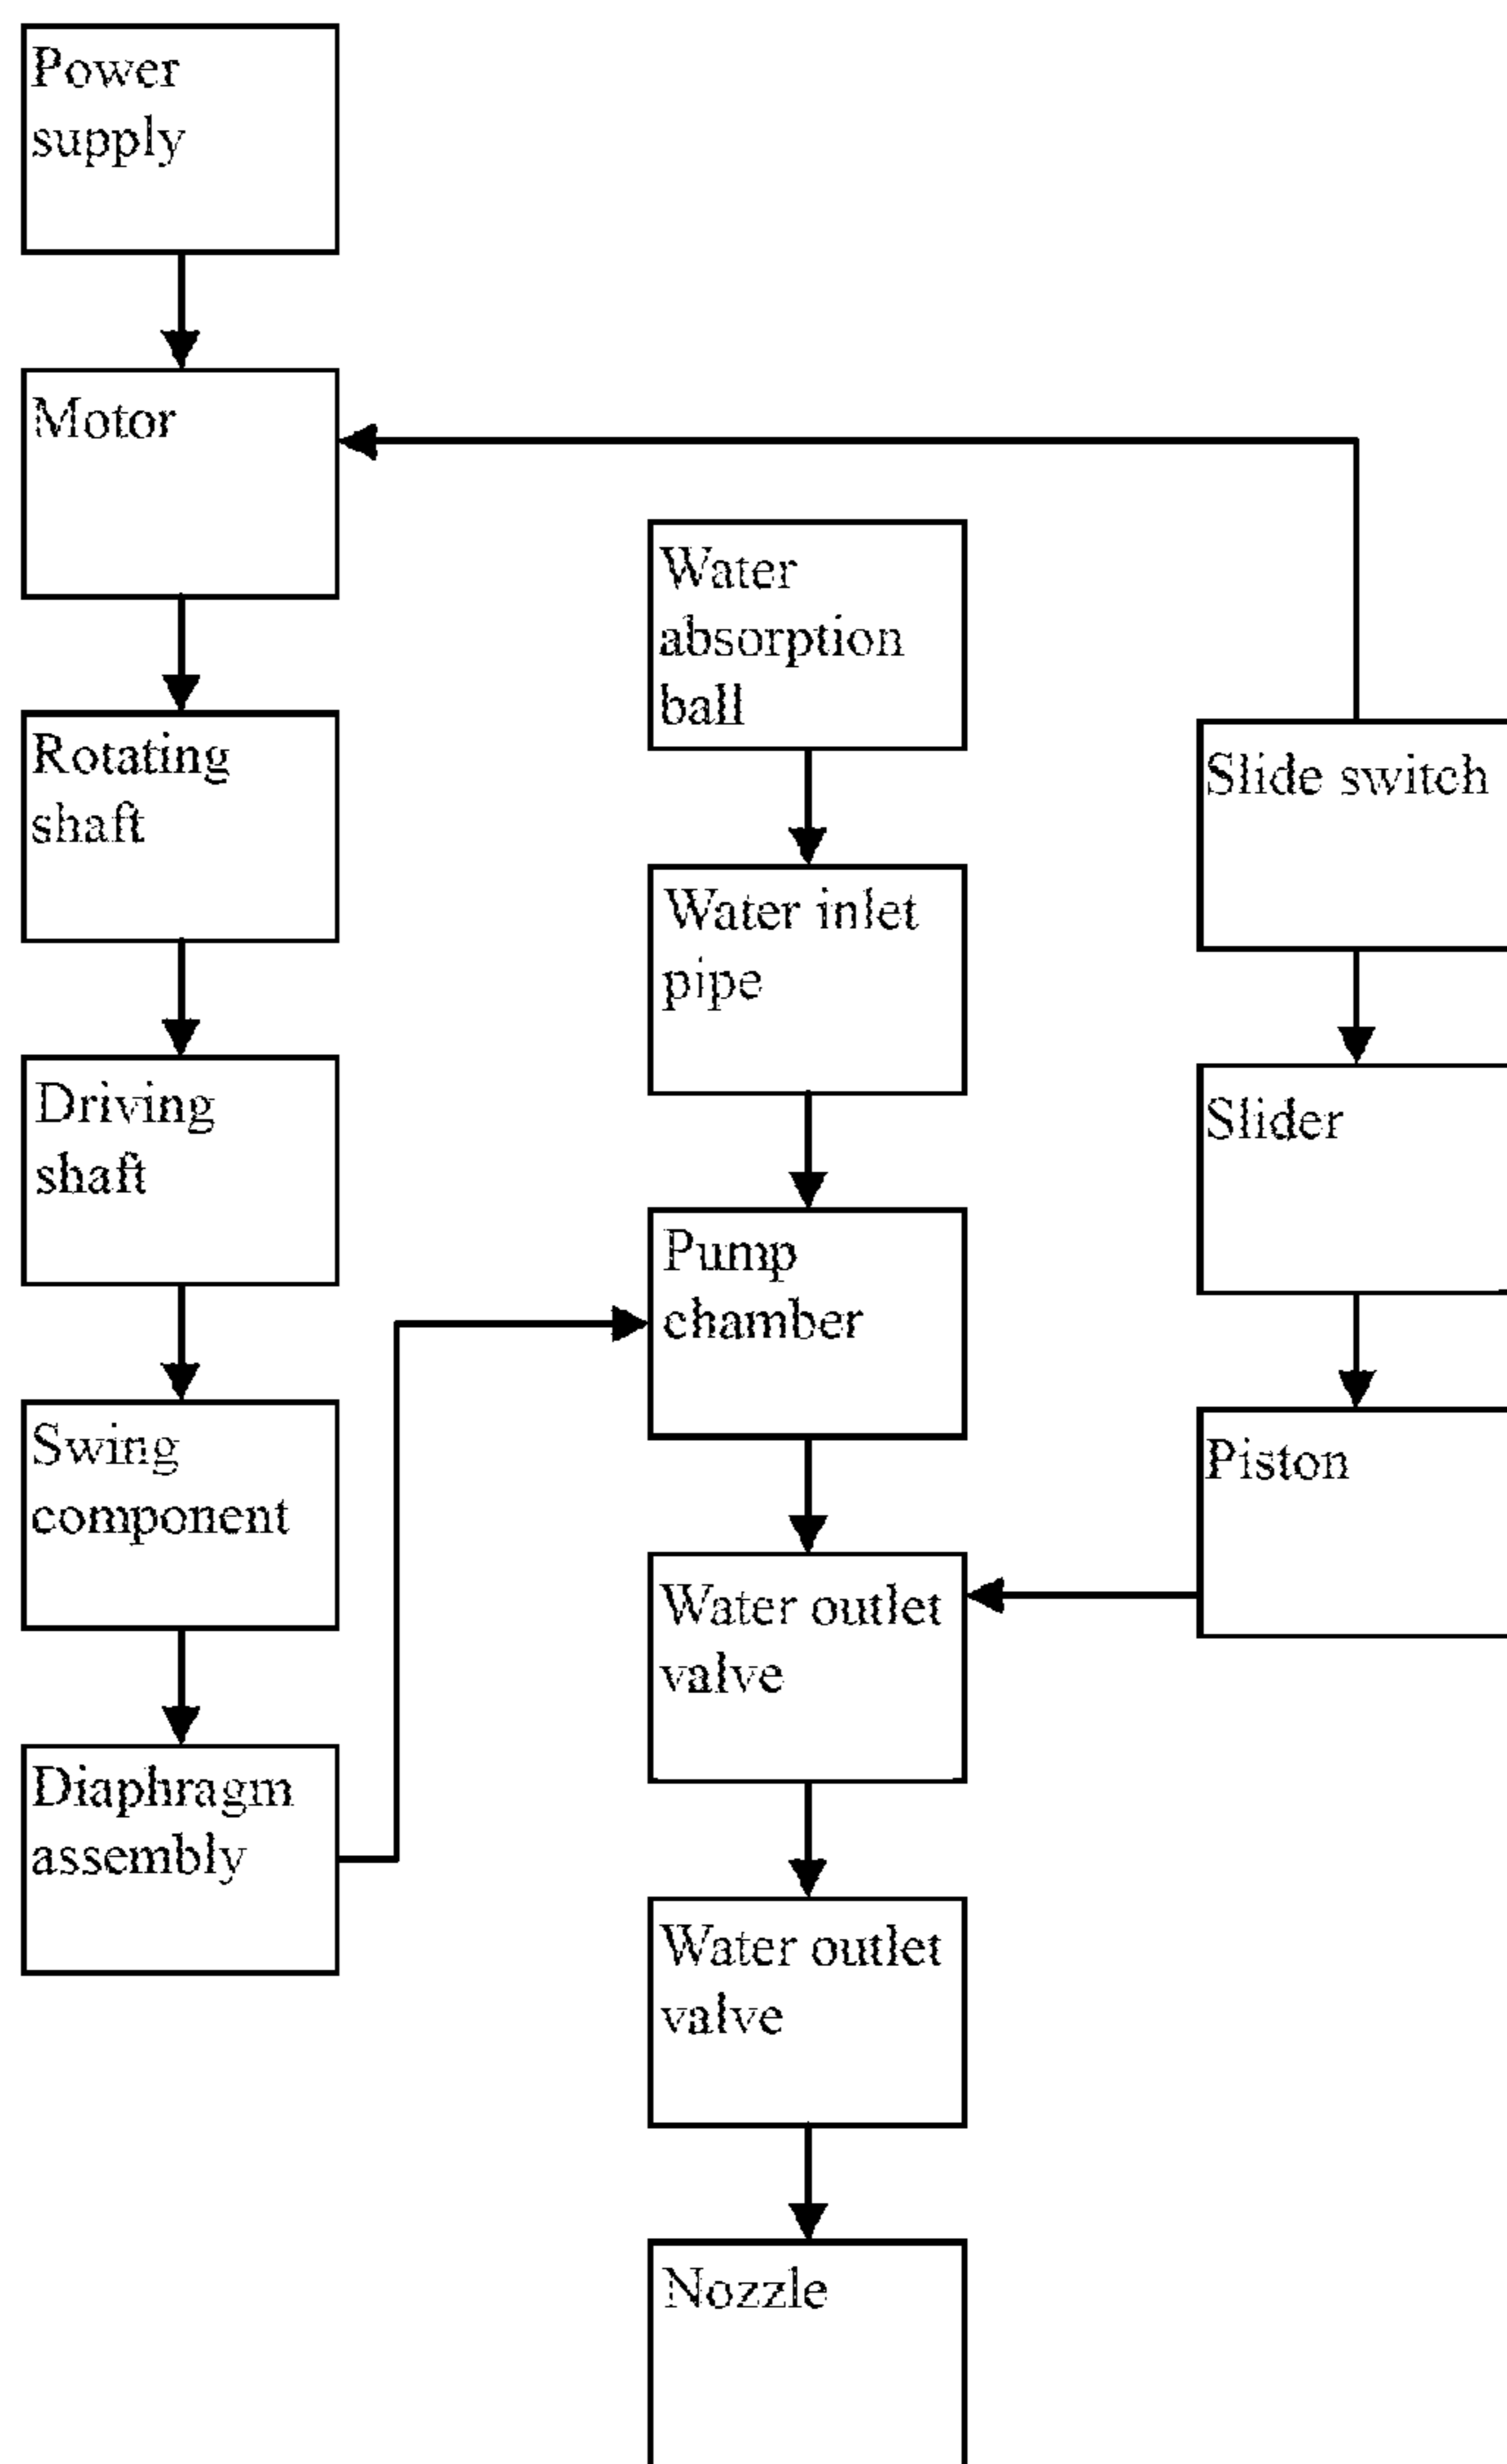 Power
supply
Motor
Rotating
shaft
Driving
shaft
Swing
component
Diaphragm
assembly
Water
absorption
ball
Water inlet
pipe
Pump
chamber
Water outlet
valve
Water outlet
valve
Nozzle
Slide switch
Slider
Piston